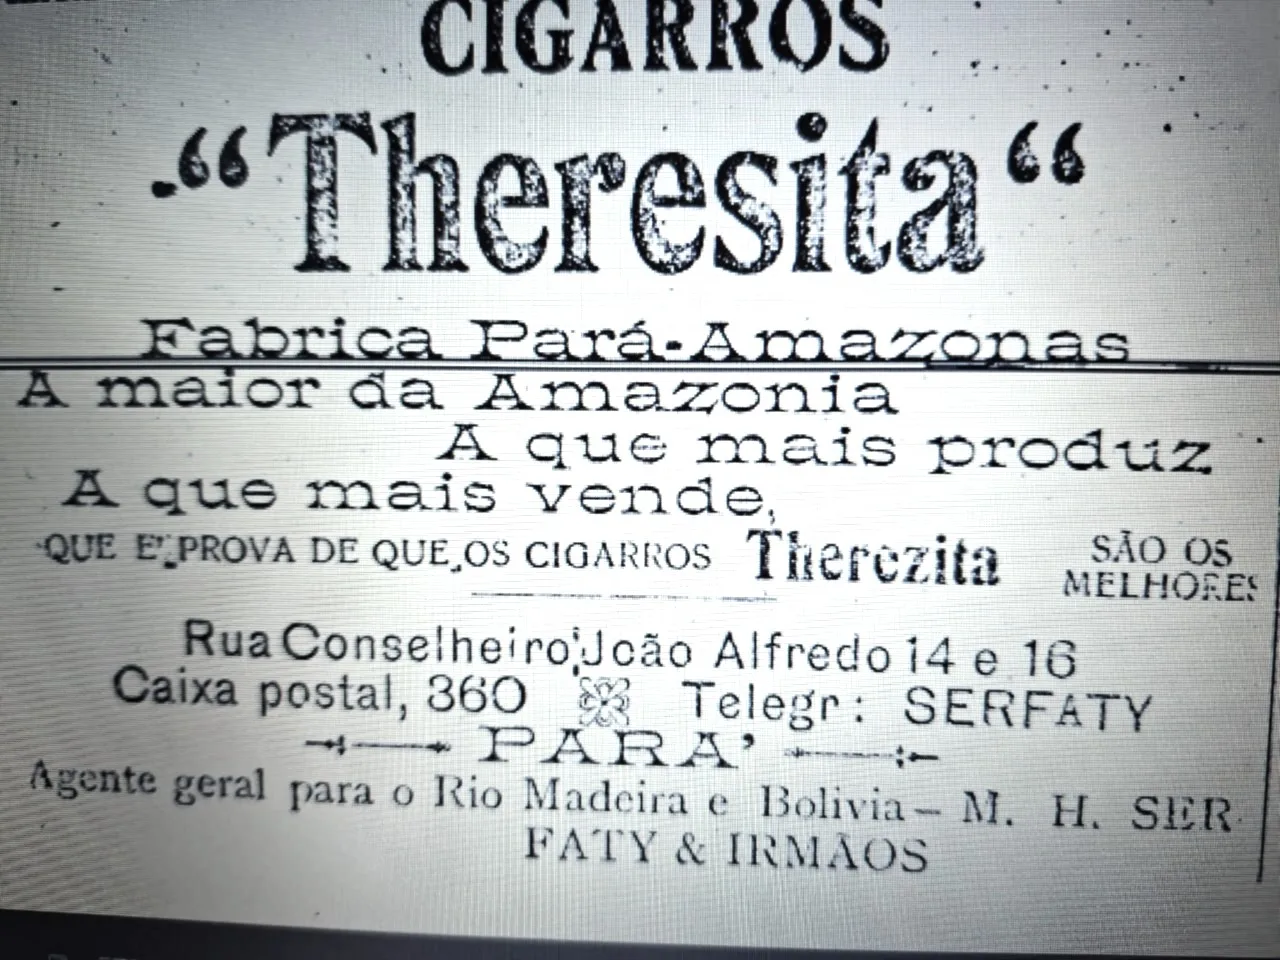 CIGARROS
“Theresita“
Fabrica Pará-Amazonas
A maior da Amazonia
A que mais produz
A que mais vende,
QUE E' PROVA DE QUE OS CIGARROS Therezita SÃO OS
MELHORES
Rua Conselheiro João Alfredo 14 e 16
Caixa postal, 360 Telegr: SERFATY
PARA'
Agente geral para o Rio Madeira e Bolivia – M. H. SER
FATY & IRMÃOS